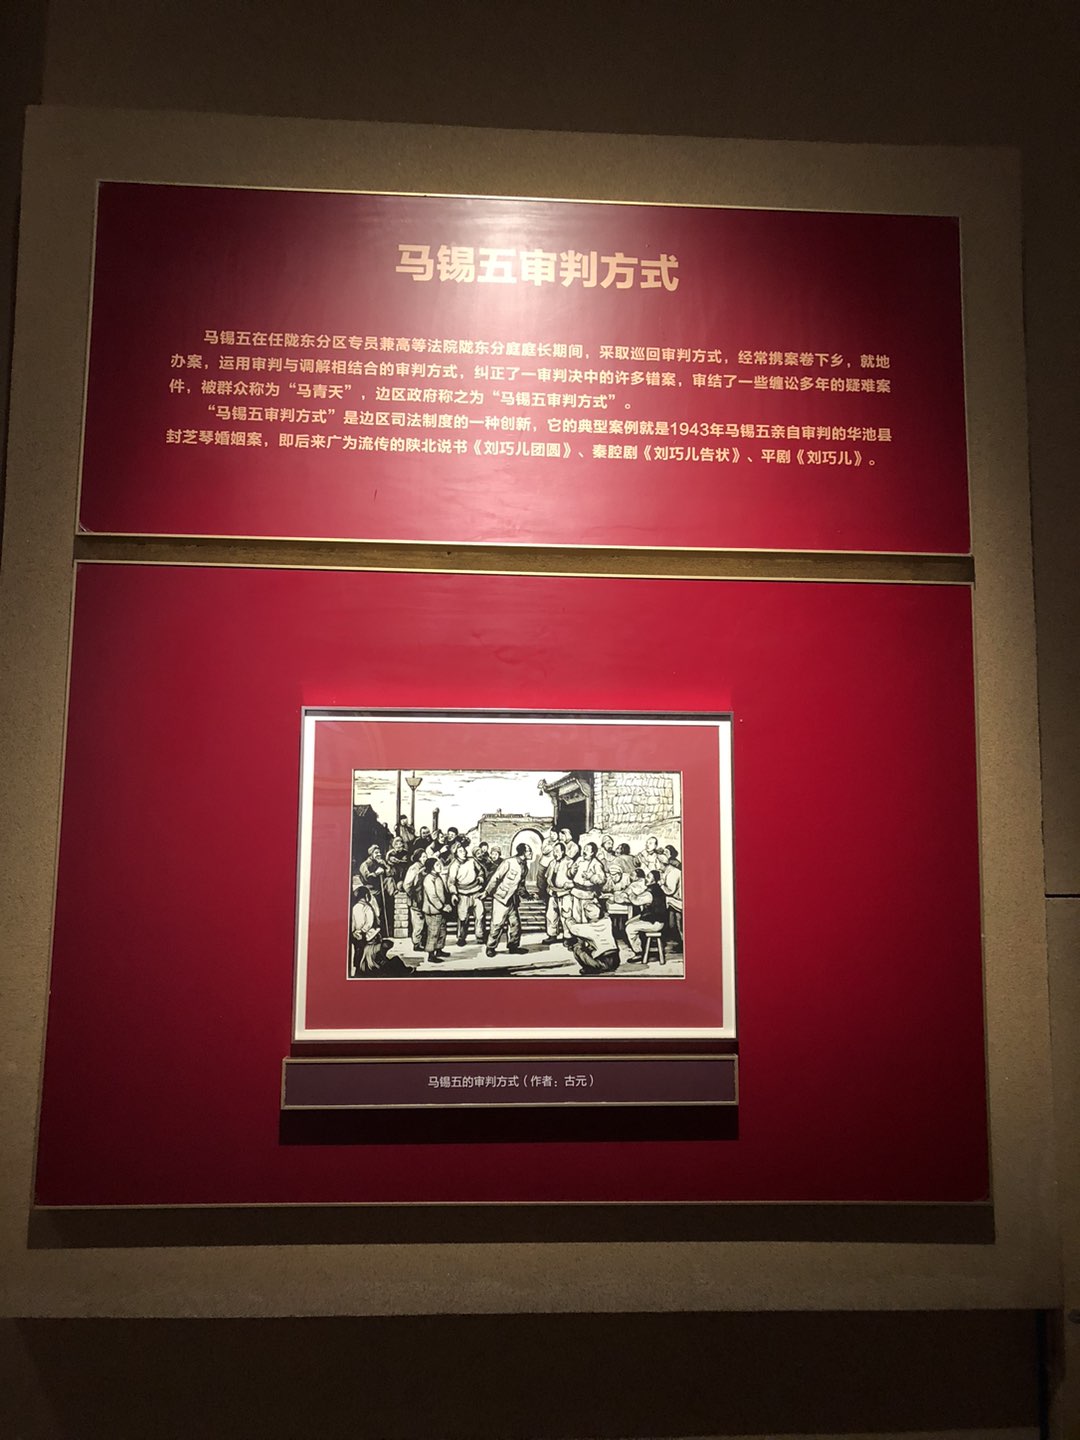 马锡五审判方式
马锡五在任陇东分区专员兼高等法院陇东分庭庭长期间，采取巡回审判方式，经常携案卷下乡，就地
办案，运用审判与调解相结合的审判方式，纠正了一审判决中的许多错案，审结了一些缠讼多年的疑难案
件，被群众称为“马青天”，边区政府称之为“马锡五审判方式”。
“马锡五审判方式”是边区司法制度的一种创新，它的典型案例就是1943年马锡五亲自审判的华池县
封芝琴婚姻案，即后来广为流传的陕北说书《刘巧儿团圆》、秦腔剧《刘巧儿告状》、平剧《刘巧儿》。
马锡五的审判方式（作者：古元）